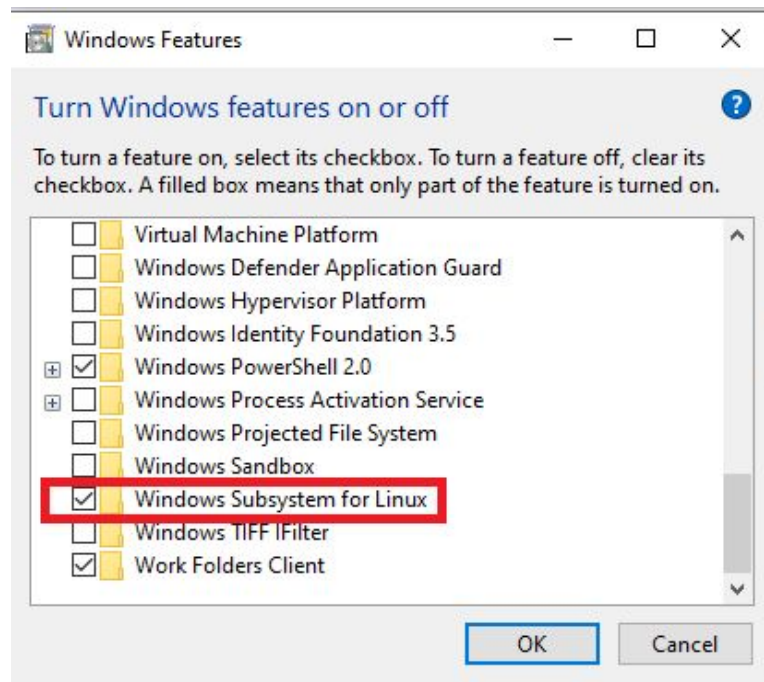 Windows Features
Turn Windows features on or off
To turn a feature on, select its checkbox. To turn a feature off, clear its
checkbox. A filled box means that only part of the feature is turned on.
Virtual Machine Platform
Windows Defender Application Guard
Windows Hypervisor Platform
Windows Identity Foundation 3.5
Windows PowerShell 2.0
Windows Process Activation Service
Windows Projected File System
Windows Sandbox
Windows Subsystem for Linux
Windows TIFF IFilter
Work Folders Client
OK Cancel